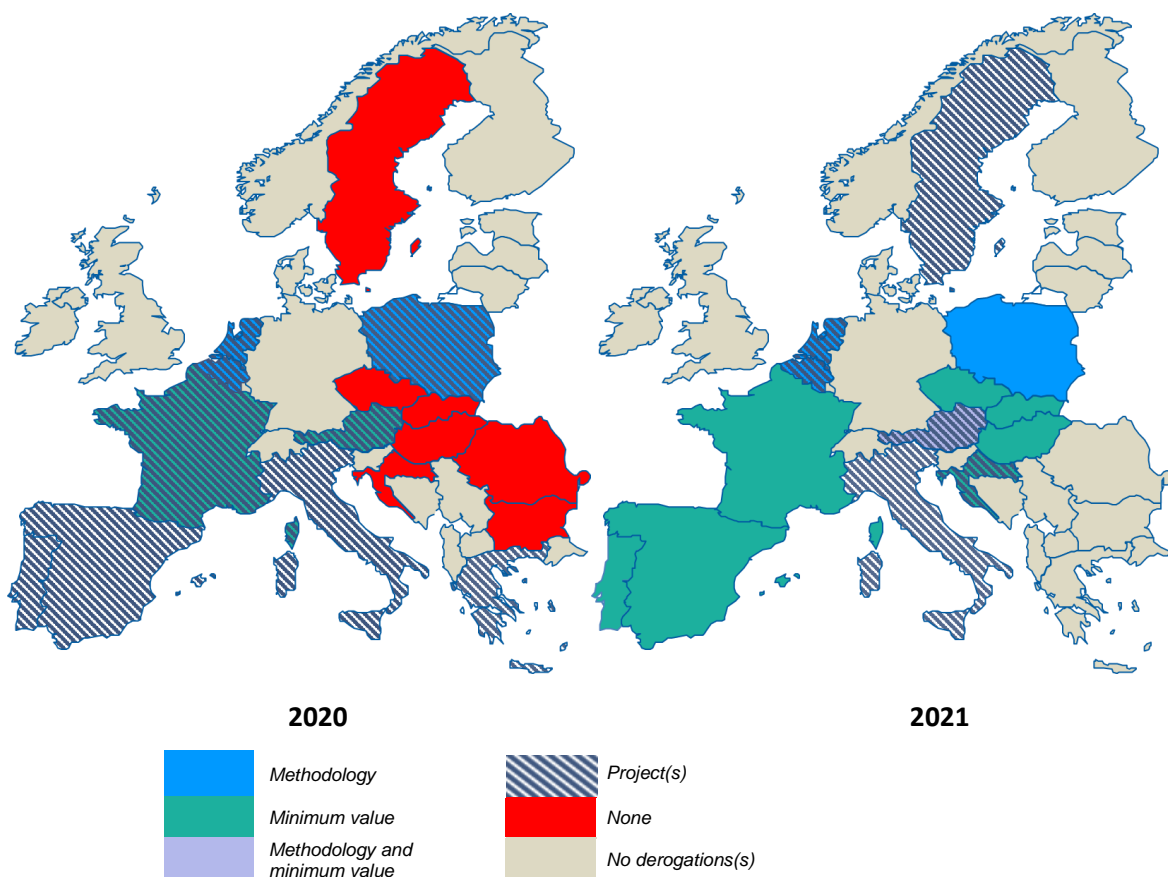 2020
2021
Methodology
Project(s)
Minimum value
None
Methodology and
minimum value
No derogations(s)